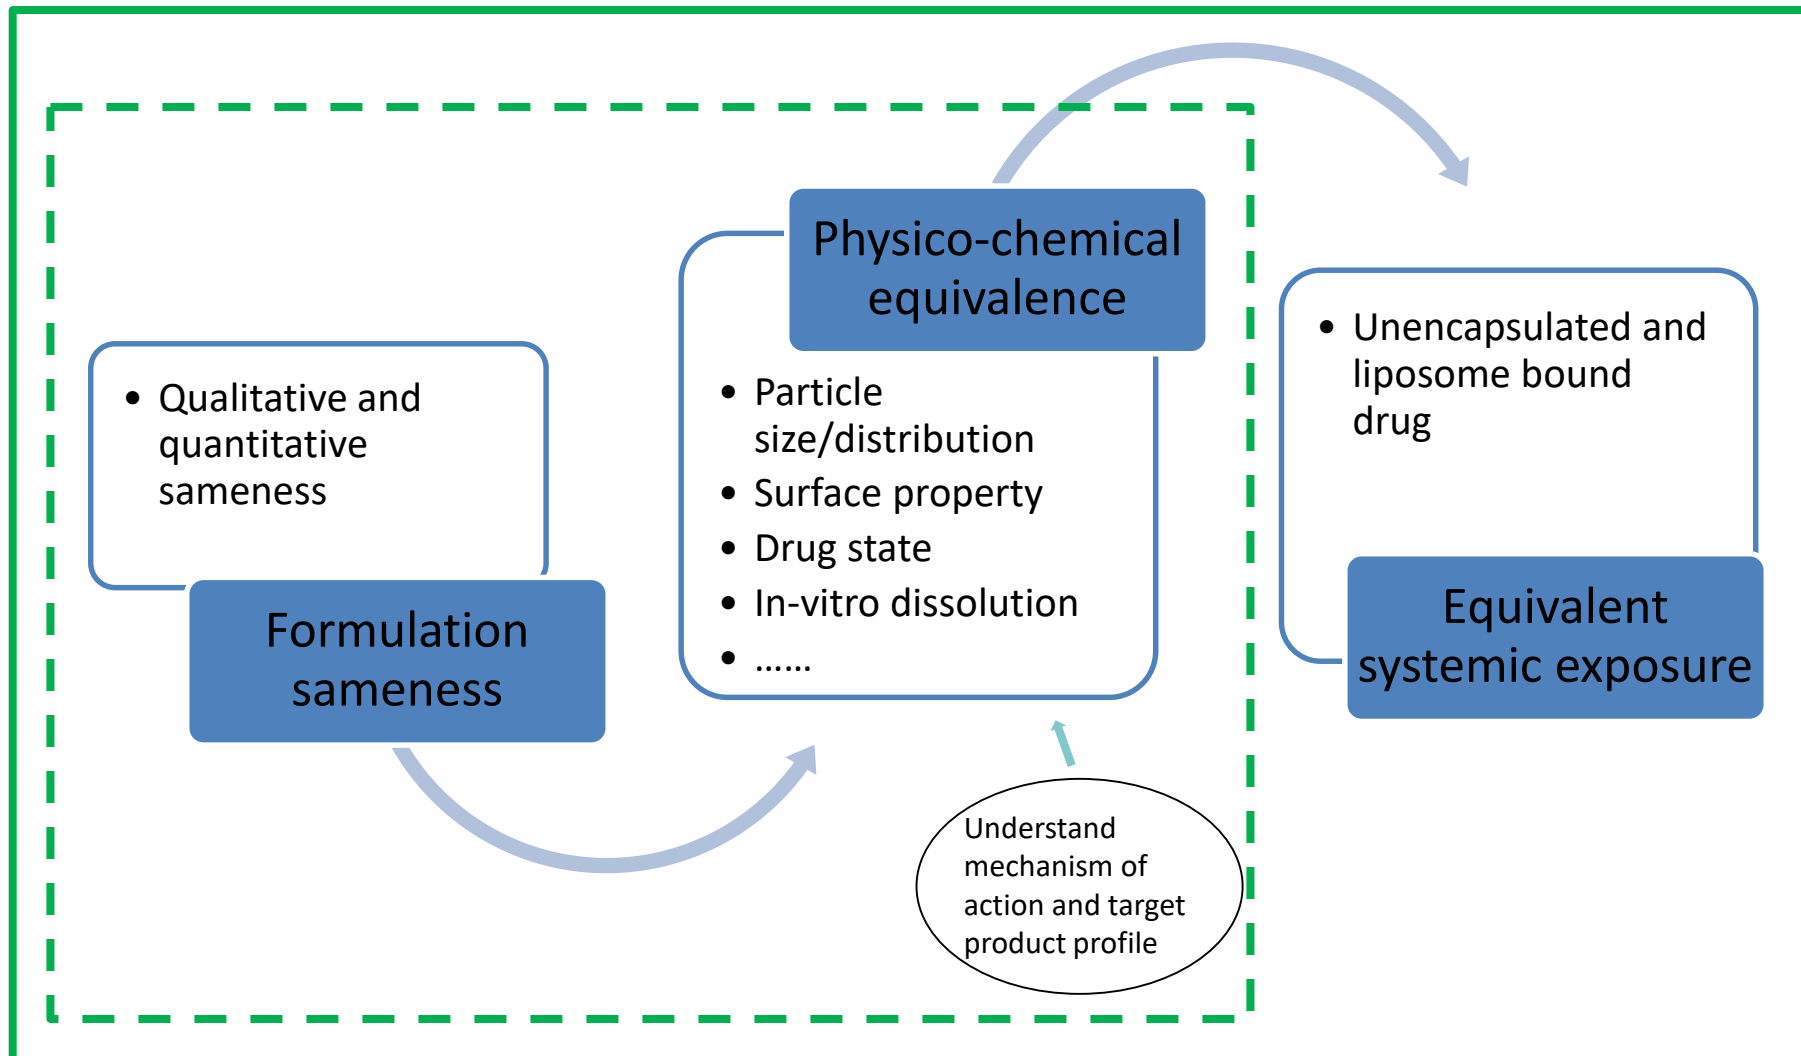 • Qualitative and
quantitative
sameness
Formulation
sameness
Physico-chemical
equivalence
• Particle
size/distribution
• Surface property
• Drug state
• In-vitro dissolution
• ……
Understand
mechanism of
action and target
product profile
• Unencapsulated and
liposome bound
drug
Equivalent
systemic exposure